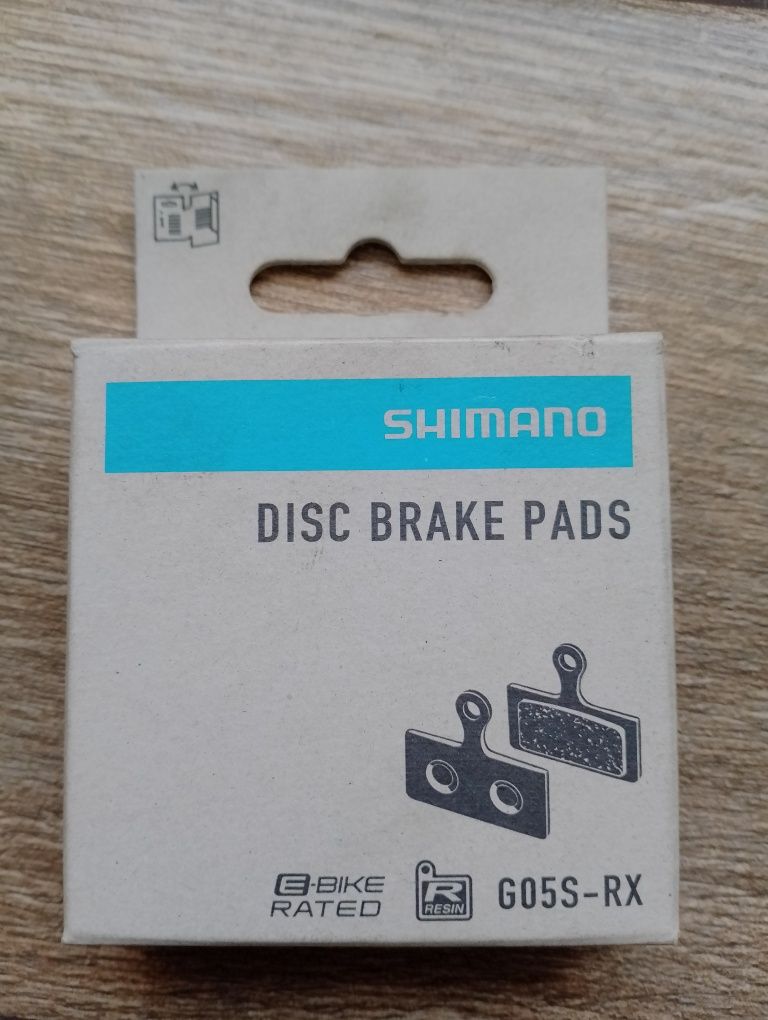 SHIMANO
DISC BRAKE PADS
E-BIKE
RATED
R
RESIN
G05S-RX